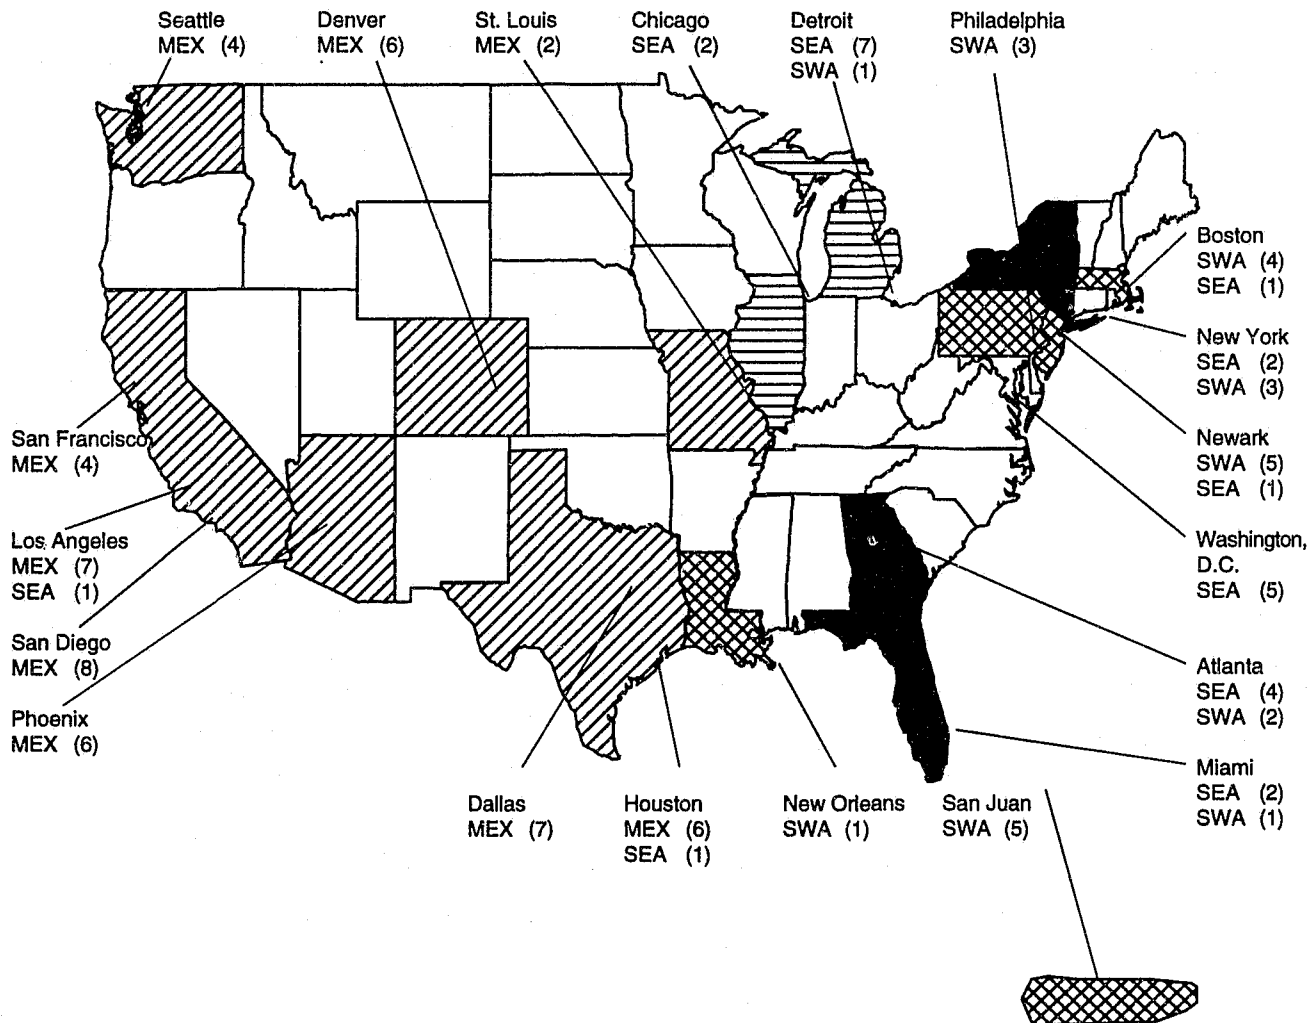 Seattle
MEX (4)
Denver
MEX (6)
St. Louis
MEX (2)
Chicago
SEA (2)
Detroit
SEA (7)
SWA (1)
Philadelphia
SWA (3)
Boston
SWA (4)
SEA (1)
New York
SEA (2)
SWA (3)
Newark
SWA (5)
SEA (1)
Washington,
D.C.
SEA (5)
Atlanta
SEA (4)
SWA (2)
Miami
SEA (2)
SWA (1)
San Francisco
MEX (4)
Los Angeles
MEX (7)
SEA (1)
San Diego
MEX (8)
Phoenix
MEX (6)
Dallas
MEX (7)
Houston
MEX (6)
SEA (1)
New Orleans
SWA (1)
San Juan
SWA (5)